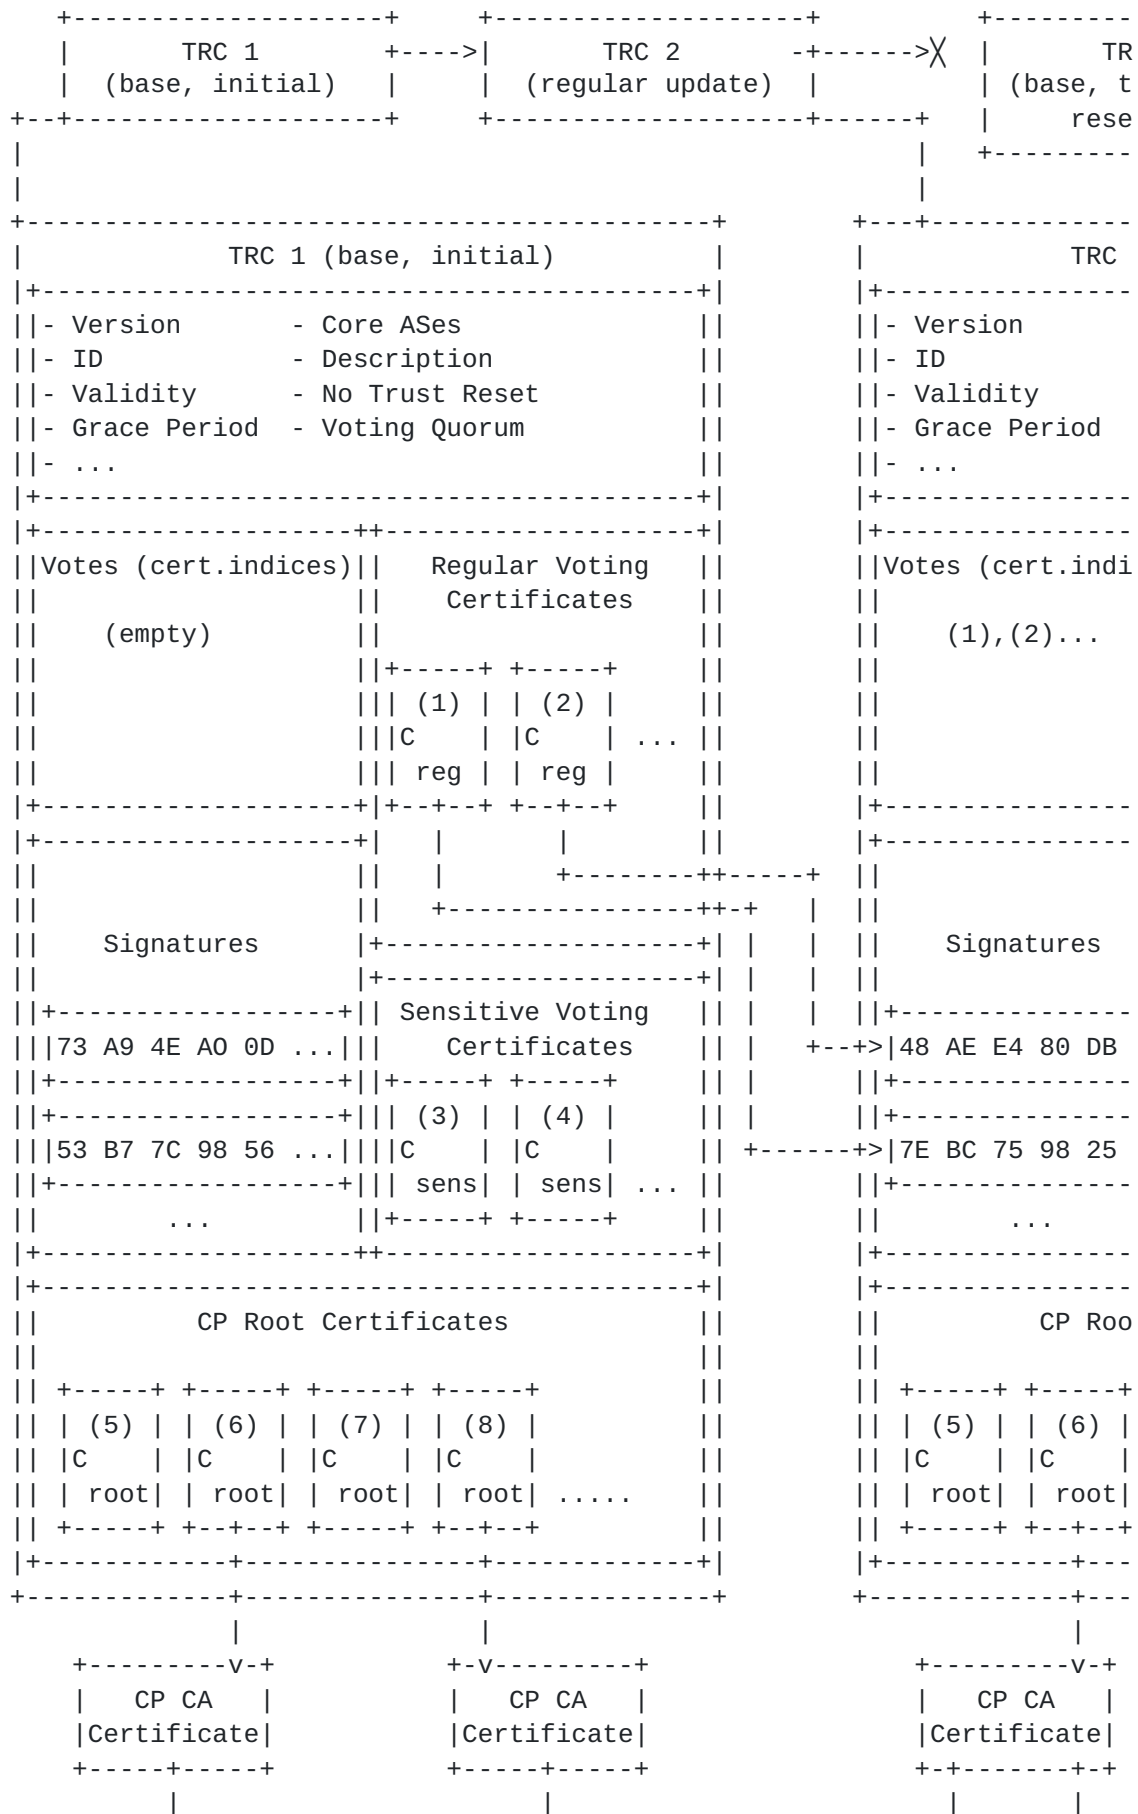 +--------------------+     +--------------------+          +---------
   |       TRC 1        +---->|       TRC 2       -+------>╳  |       TR
   |  (base, initial)   |     |  (regular update)  |          | (base, t
+--+--------------------+     +--------------------+------+   |     rese
|                                                         |   +---------
|                                                         |
+--------------------------------------------+        +---+-------------
|             TRC 1 (base, initial)          |        |             TRC
|+------------------------------------------+|        |+----------------
||- Version       - Core ASes               ||        ||- Version
||- ID            - Description             ||        ||- ID
||- Validity      - No Trust Reset          ||        ||- Validity
||- Grace Period  - Voting Quorum           ||        ||- Grace Period
||- ...                                     ||        ||- ...
|+------------------------------------------+|        |+----------------
|+--------------------++--------------------+|        |+----------------
||Votes (cert.indices)||   Regular Voting   ||        ||Votes (cert.indi
||                    ||    Certificates    ||        ||
||    (empty)         ||                    ||        ||    (1),(2)...
||                    ||+-----+ +-----+     ||        ||
||                    ||| (1) | | (2) |     ||        ||
||                    |||C    | |C    | ... ||        ||
||                    ||| reg | | reg |     ||        ||
|+--------------------+|+--+--+ +--+--+     ||        |+----------------
|+--------------------+|   |       |        ||        |+----------------
||                    ||   |       +--------++-----+  ||
||                    ||   +----------------++-+   |  ||
||    Signatures      |+--------------------+| |   |  ||    Signatures
||                    |+--------------------+| |   |  ||
||+------------------+|| Sensitive Voting   || |   |  ||+---------------
|||73 A9 4E AO 0D ...|||    Certificates    || |   +--+>|48 AE E4 80 DB
||+------------------+||+-----+ +-----+     || |      ||+---------------
||+------------------+||| (3) | | (4) |     || |      ||+---------------
|||53 B7 7C 98 56 ...||||C    | |C    |     || +------+>|7E BC 75 98 25
||+------------------+||| sens| | sens| ... ||        ||+---------------
||        ...         ||+-----+ +-----+     ||        ||        ...
|+--------------------++--------------------+|        |+----------------
|+------------------------------------------+|        |+----------------
||          CP Root Certificates            ||        ||          CP Roo
||                                          ||        ||
|| +-----+ +-----+ +-----+ +-----+          ||        || +-----+ +-----+
|| | (5) | | (6) | | (7) | | (8) |          ||        || | (5) | | (6) |
|| |C    | |C    | |C    | |C    |          ||        || |C    | |C    |
|| | root| | root| | root| | root| .....    ||        || | root| | root|
|| +-----+ +--+--+ +-----+ +--+--+          ||        || +-----+ +--+--+
|+------------+---------------+-------------+|        |+------------+---
+-------------+---------------+--------------+        +-------------+---
              |               |                                     |
    +---------v-+           +-v---------+                 +---------v-+
    |   CP CA   |           |   CP CA   |                 |   CP CA   |
    |Certificate|           |Certificate|                 |Certificate|
    +-----+-----+           +-----+-----+                 +-+-------+-+
          |                       |                         |       |